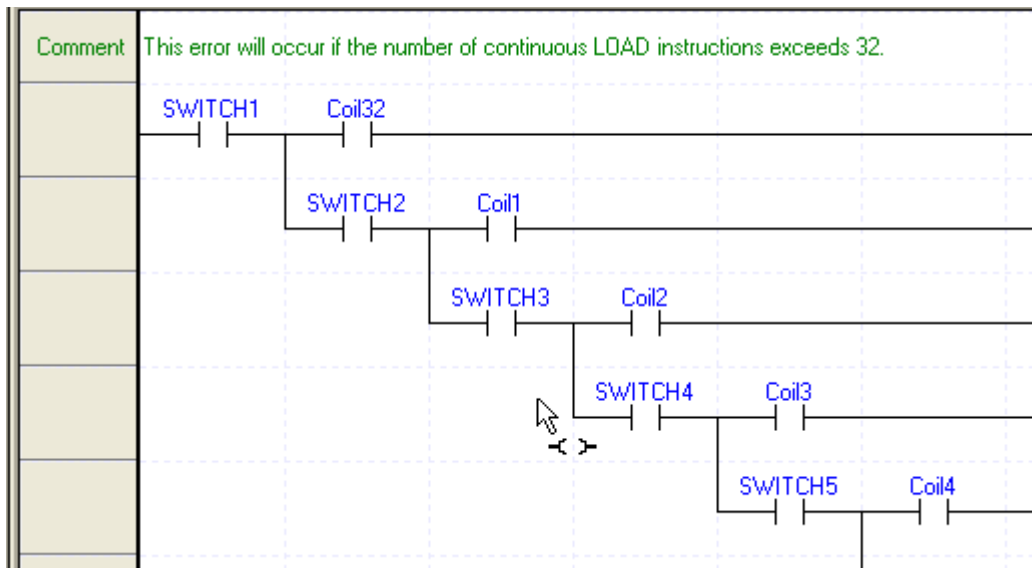 Comment This error will occur if the number of continuous LOAD instructions exceeds 32.
SWITCH1 Coil32
SWITCH2 Coil1
SWITCH3 Coil2
SWITCH4 Coil3
SWITCH5 Coil4